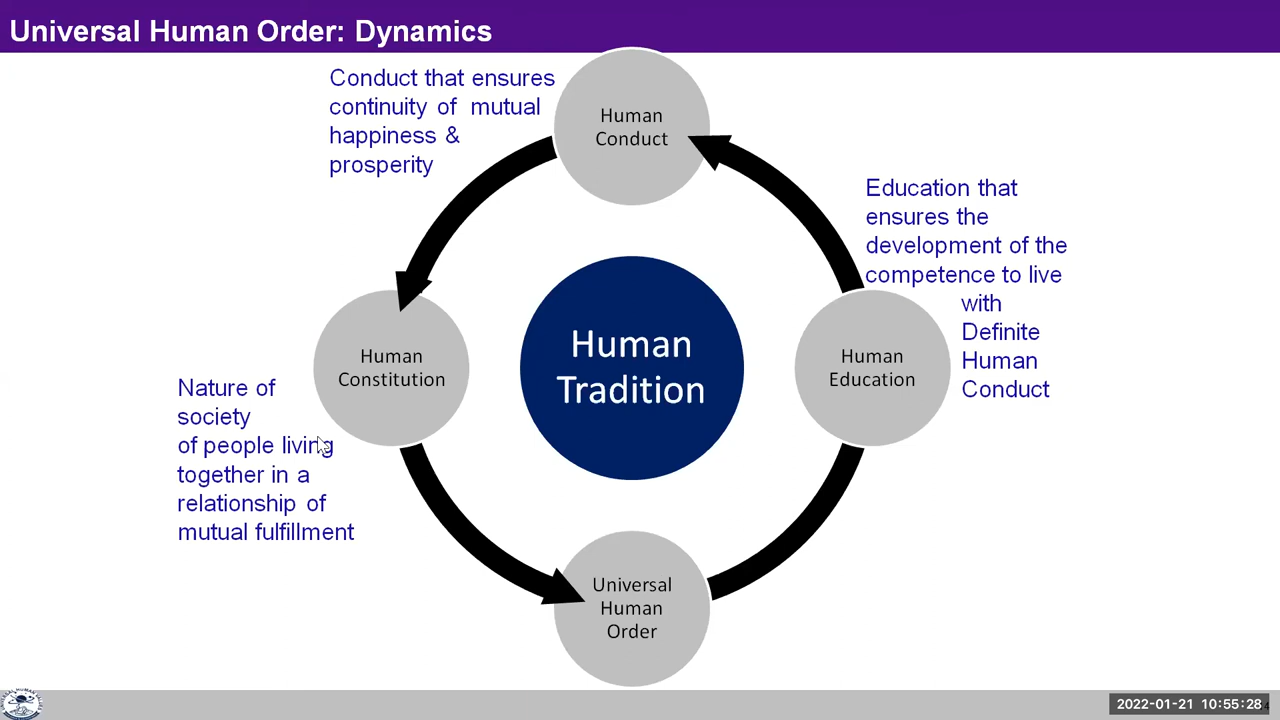 Universal Human Order: Dynamics
Conduct that ensures
continuity of mutual
happiness &
prosperity
Human
Conduct
Education that
ensures the
development of the
competence to live
with
Definite
Human
Conduct
Human
Constitution
Human
Tradition
Human
Education
Nature of
society
of people living
together in a
relationship of
mutual fulfillment
Universal
Human
Order
2022-01-21 10:55:28